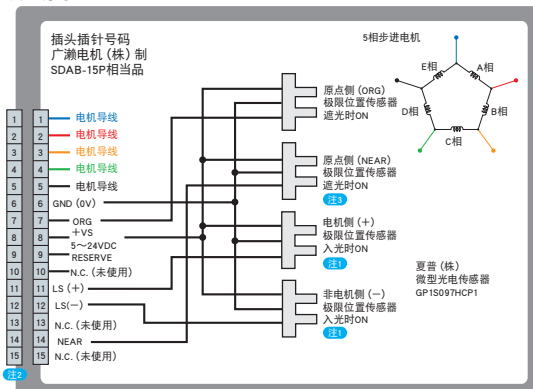 插头插针号码
广濑电机 (株) 制
SDAB-15P相当品
1 1 电机导线
2 2 电机导线
3 3 电机导线
4 4 电机导线
5 5 电机导线
6 6 GND (0V)
7 7 ORG
8 8 +VS
5～24VDC
9 9 RESERVE
10 10 N.C. (未使用)
11 11 LS (+)
12 12 LS(−)
13 13 N.C. (未使用)
14 14 NEAR
15 15 N.C. (未使用)
注2
原点侧 (ORG)
极限位置传感器
遮光时ON
原点侧 (NEAR)
极限位置传感器
遮光时ON
注3
电机侧 (+)
极限位置传感器
入光时ON
注1
非电机侧 (−)
极限位置传感器
入光时ON
注1
5相步进电机
E相
A相
D相
B相
C相
夏普 (株)
微型光电传感器
GP1S097HCP1